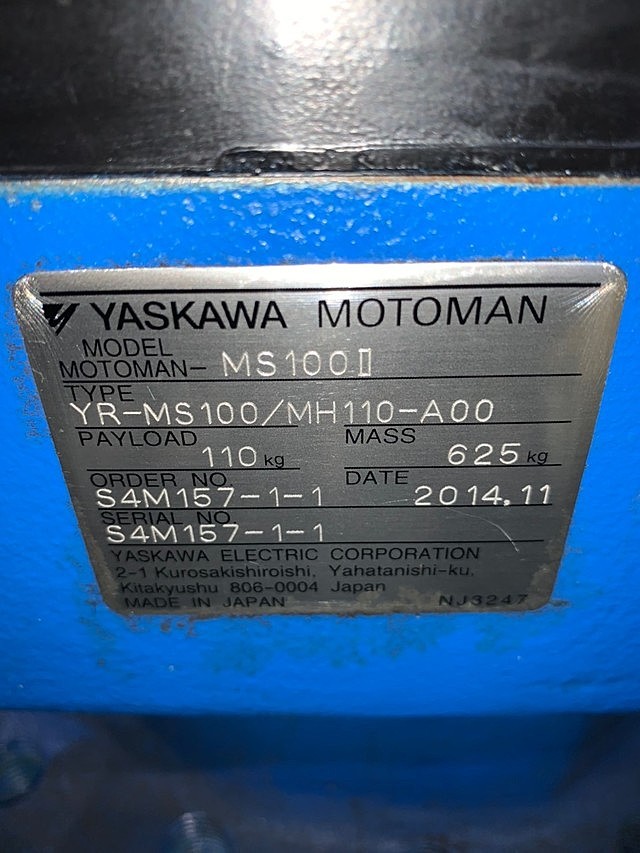 YASKAWA MOTOMAN
MODEL
MOTOMAN- MS100Ⅱ
TYPE
YR-MS100/MH110-A00
PAYLOAD 110 kg MASS 625 kg
ORDER NO. S4M157-1-1 DATE 2014.11
SERIAL NO. S4M157-1-1
YASKAWA ELECTRIC CORPORATION
2-1 Kurosakishiroishi, Yahatanishi-ku,
Kitakyushu 806-0004 Japan
MADE IN JAPAN NJ3247